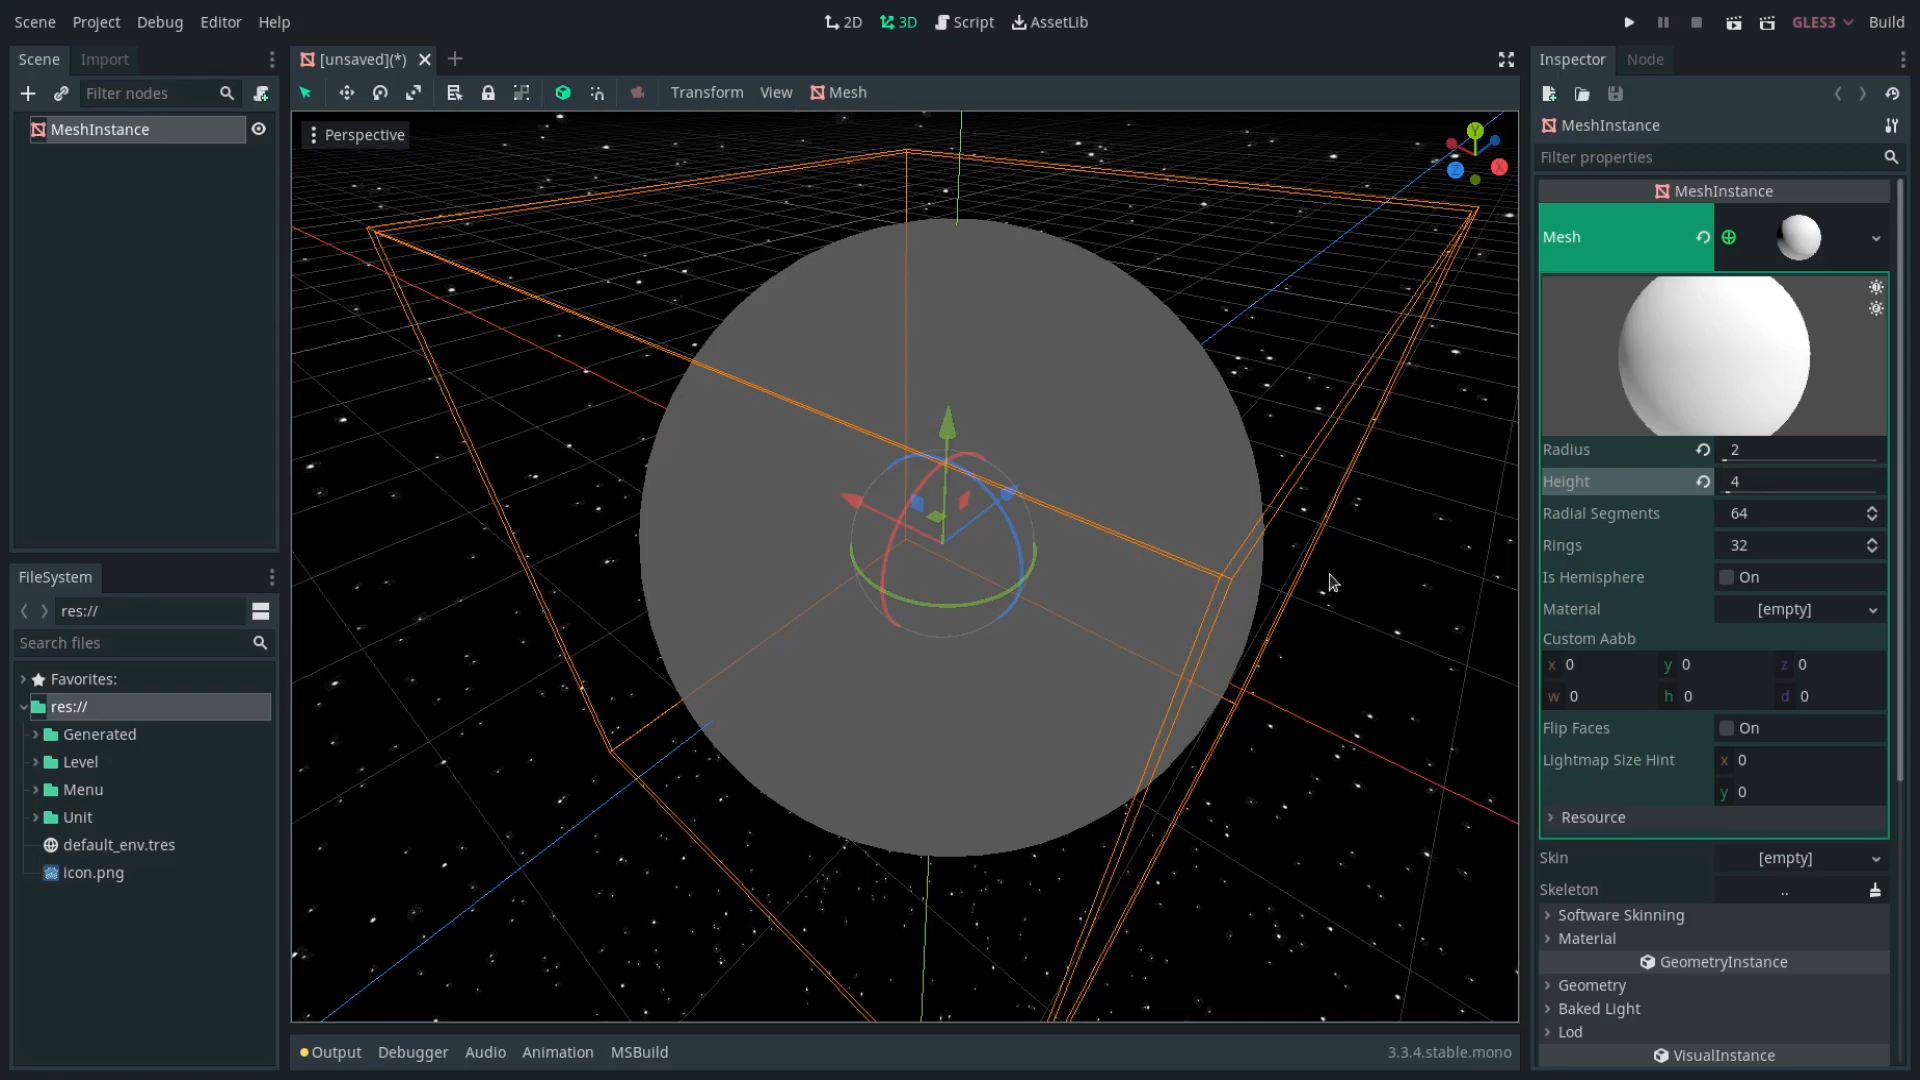 Scene Project Debug Editor Help
2D 3D Script AssetLib
GLES3 Build
Scene Import
Filter nodes
MeshInstance
FileSystem
res://
Search files
Favorites:
res://
Generated
Level
Menu
Unit
default_env.tres
icon.png
[unsaved](*)
Transform View Mesh
Perspective
Y
Z
X
Output Debugger Audio Animation MSBuild
3.3.4.stable.mono
Inspector Node
MeshInstance
Filter properties
MeshInstance
Mesh
Radius 2
Height 4
Radial Segments 64
Rings 32
Is Hemisphere On
Material [empty]
Custom Aabb
x 0 y 0 z 0
w 0 h 0 d 0
Flip Faces On
Lightmap Size Hint x 0
y 0
Resource
Skin [empty]
Skeleton ..
Software Skinning
Material
GeometryInstance
Geometry
Baked Light
Lod
VisualInstance